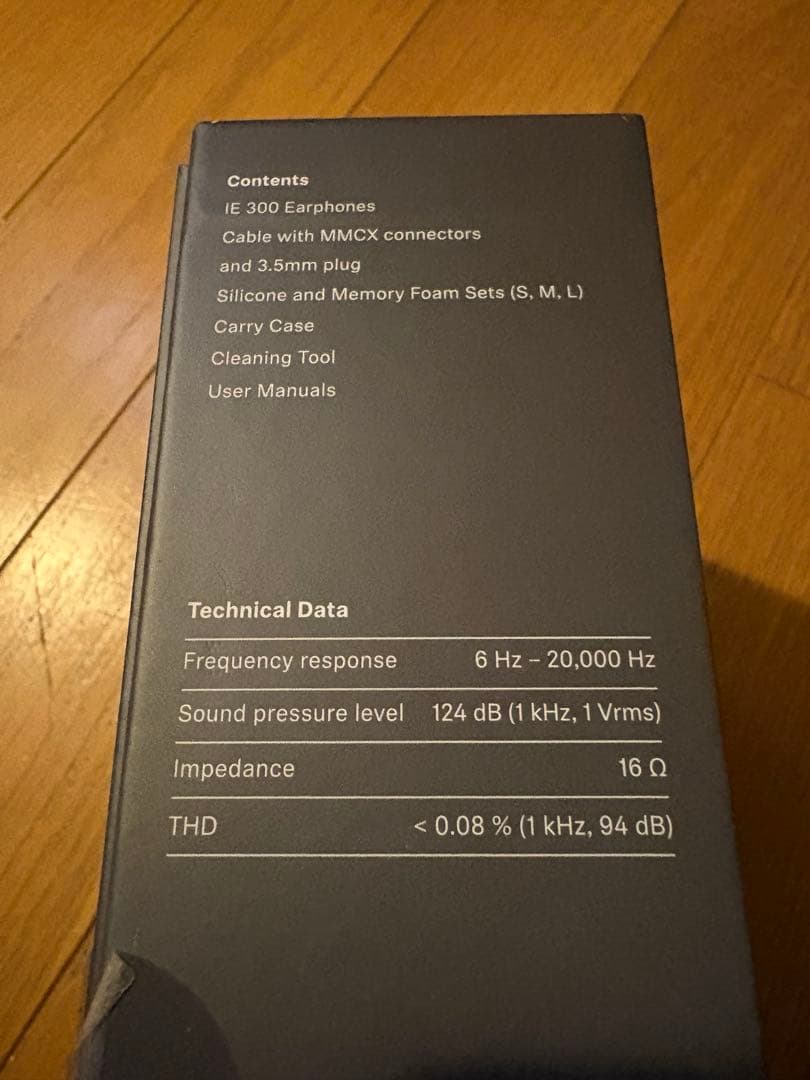 Contents
IE 300 Earphones
Cable with MMCX connectors
and 3.5mm plug
Silicone and Memory Foam Sets (S, M, L)
Carry Case
Cleaning Tool
User Manuals
Technical Data
Frequency response 6 Hz – 20,000 Hz
Sound pressure level 124 dB (1 kHz, 1 Vrms)
Impedance 16 Ω
THD < 0.08 % (1 kHz, 94 dB)